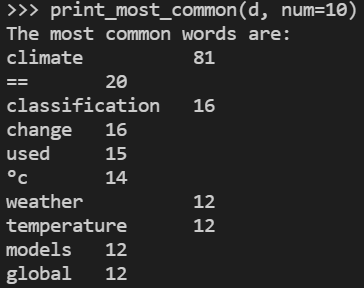 >>> print_most_common(d, num=10)
The most common words are:
climate 81
== 20
classification 16
change 16
used 15
°c 14
weather 12
temperature 12
models 12
global 12